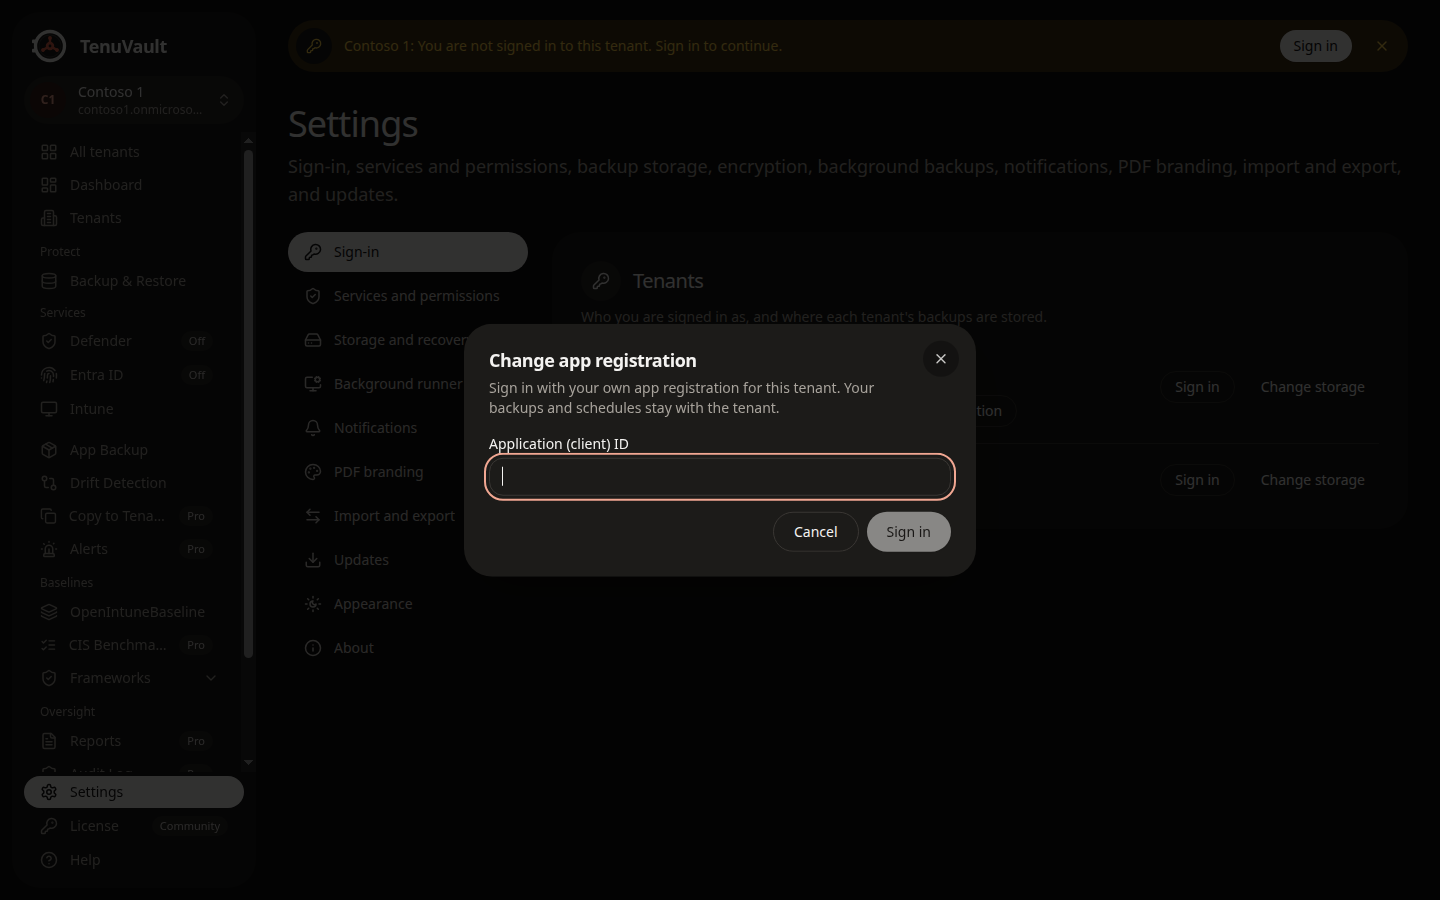 TenuVault
C1
Contoso 1
contoso1.onmicroso...
All tenants
Dashboard
Tenants
Protect
Backup & Restore
Services
Defender
Off
Entra ID
Off
Intune
App Backup
Drift Detection
Copy to Tena...
Pro
Alerts
Pro
Baselines
OpenIntuneBaseline
CIS Benchma...
Pro
Frameworks
Oversight
Reports
Pro
Settings
License
Community
Help
Contoso 1: You are not signed in to this tenant. Sign in to continue.
Sign in
Settings
Sign-in, services and permissions, backup storage, encryption, background backups, notifications, PDF branding, import and export,
and updates.
Sign-in
Services and permissions
Storage and recover
Background runner
Notifications
PDF branding
Import and export
Updates
Appearance
About
Tenants
Who you are signed in as, and where each tenant's backups are stored.
Sign in
Change storage
tion
Sign in
Change storage
Change app registration
Sign in with your own app registration for this tenant. Your
backups and schedules stay with the tenant.
Application (client) ID
Cancel
Sign in